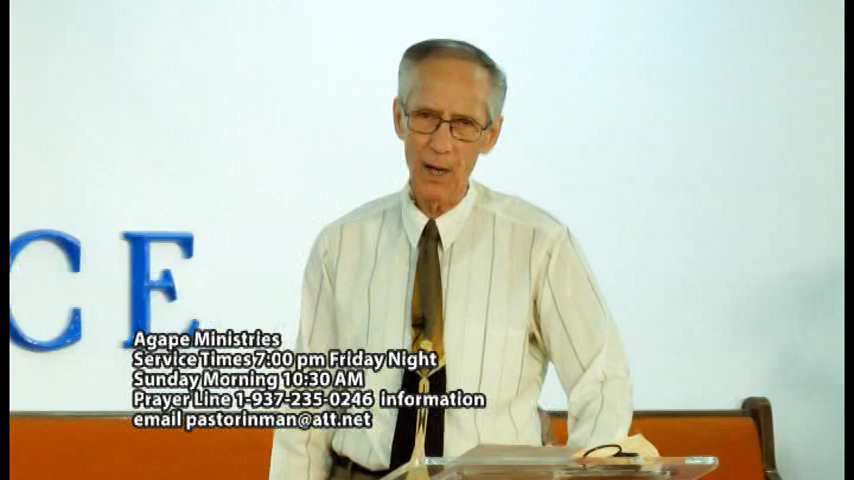 CE
Agape Ministries
Service Times 7:00 pm Friday Night
Sunday Morning 10:30 AM
Prayer Line 1-937-235-0246 information
email pastorinman@att.net